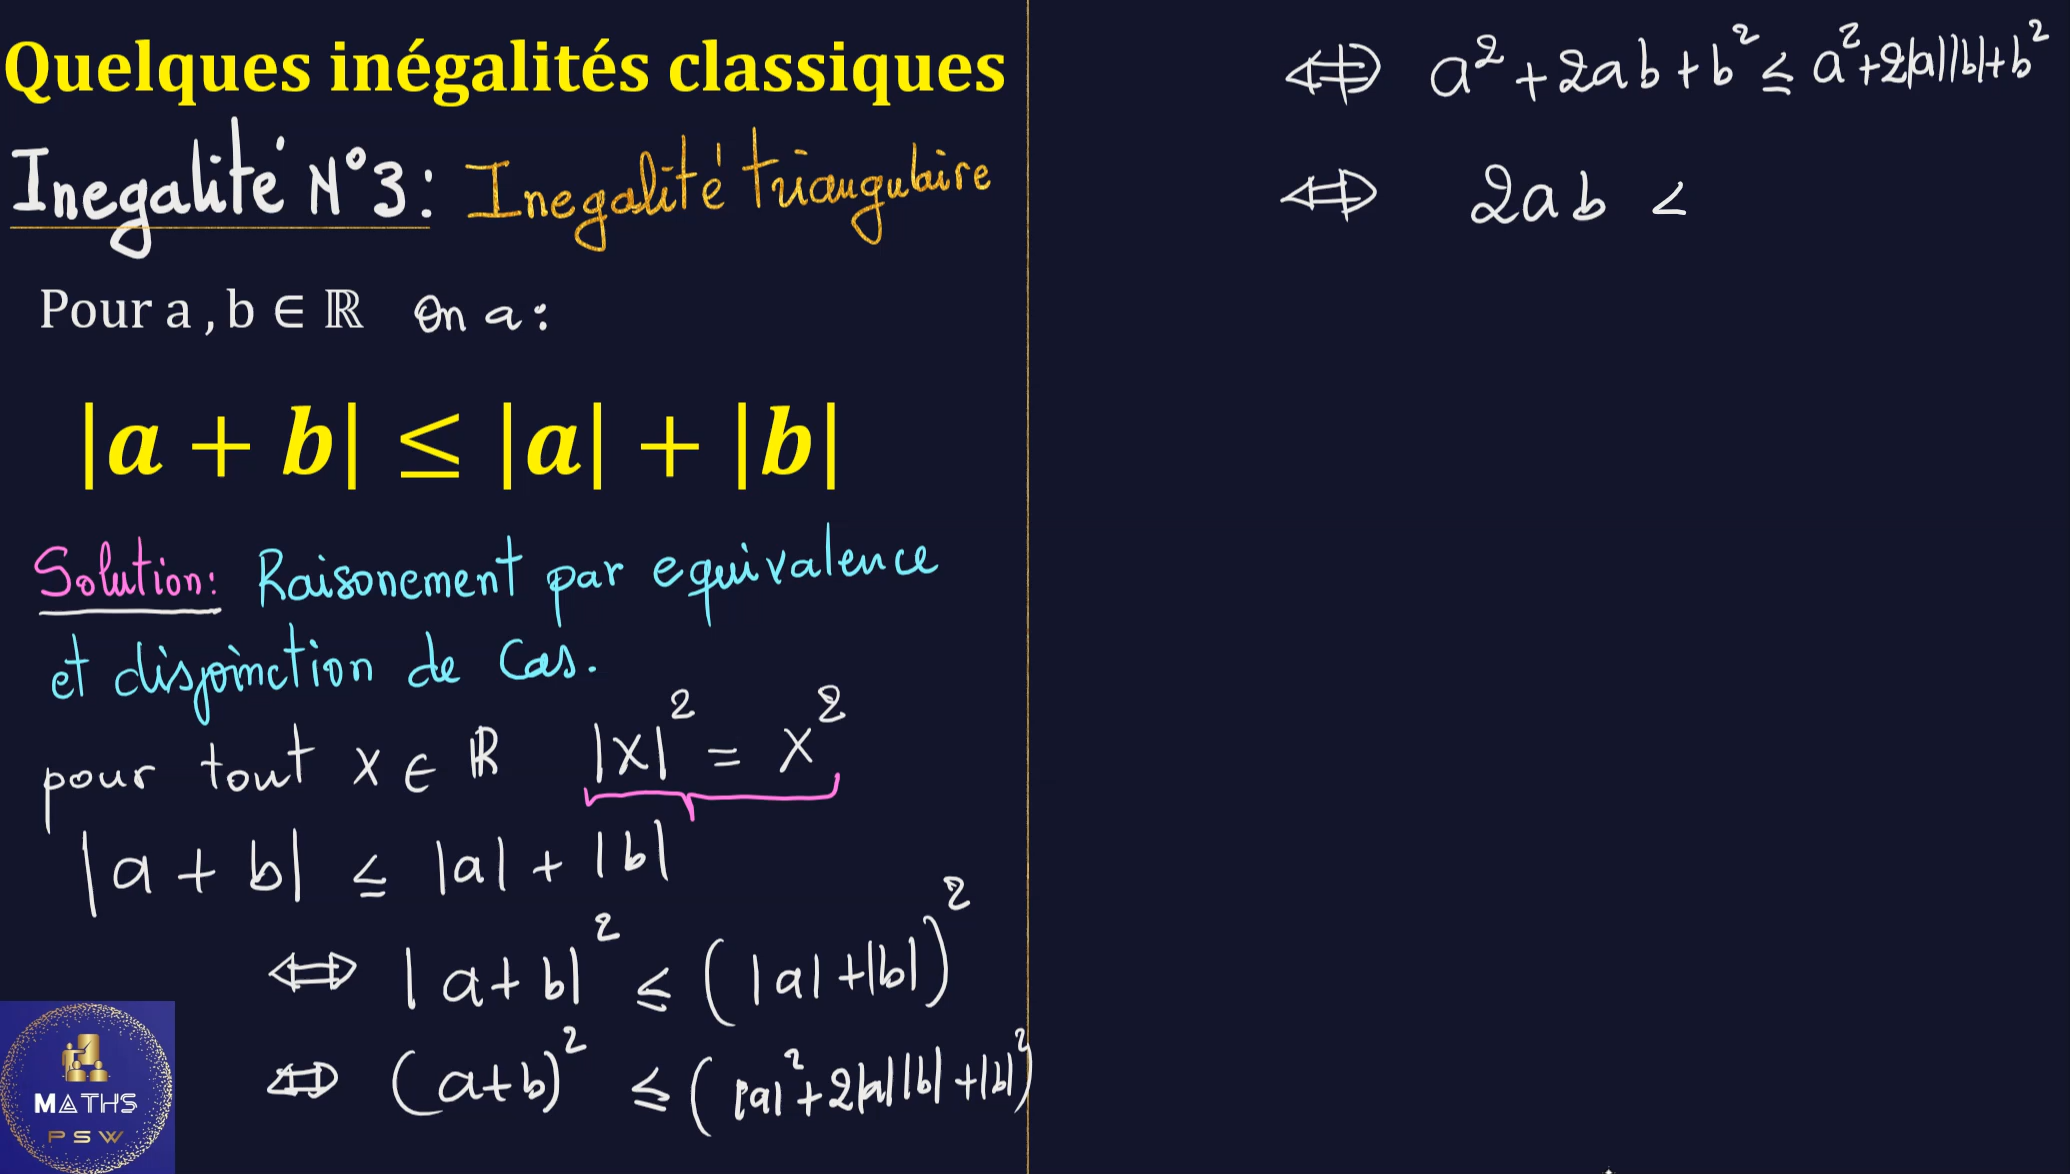 Quelques inégalités classiques
Inegalité N°3: Inegalité triangulaire
Pour a , b ∈ ℝ On a :
|a + b| ≤ |a| + |b|
Solution: Raisonement par equivalence
et disjoinction de Cas.
pour tout x ∈ ℝ |x|² = x²
|a + b| ≤ |a| + |b|
⟺ |a+b|² ≤ (|a|+|b|)²
⟺ (a+b)² ≤ (|a|²+2|a||b|+|b|²)
MATHS
PSW
⟺ a²+2ab+b² ≤ a²+2|a||b|+b²
⟺ 2ab <